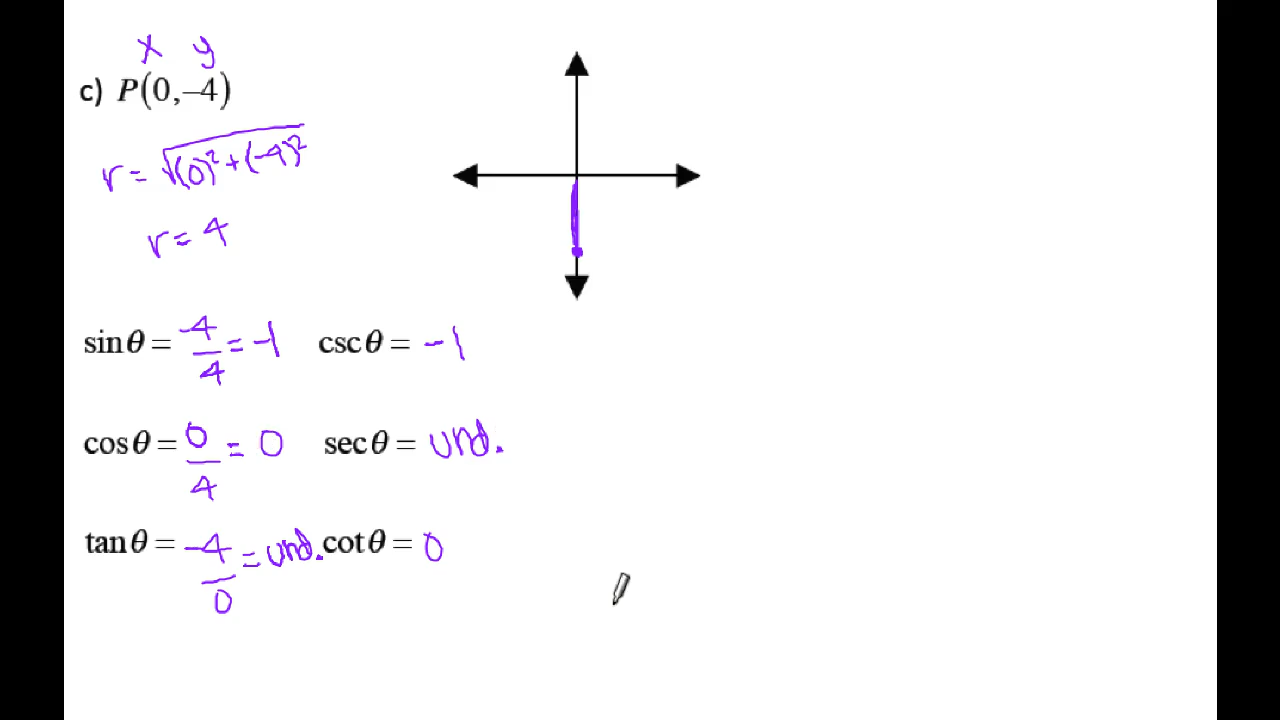 x y
c) P(0,–4)
r = √(0)² + (-4)²
r = 4
sinθ = -4/4 = -1 cscθ = -1
cosθ = 0/4 = 0 secθ = und.
tanθ = -4/0 = und. cotθ = 0